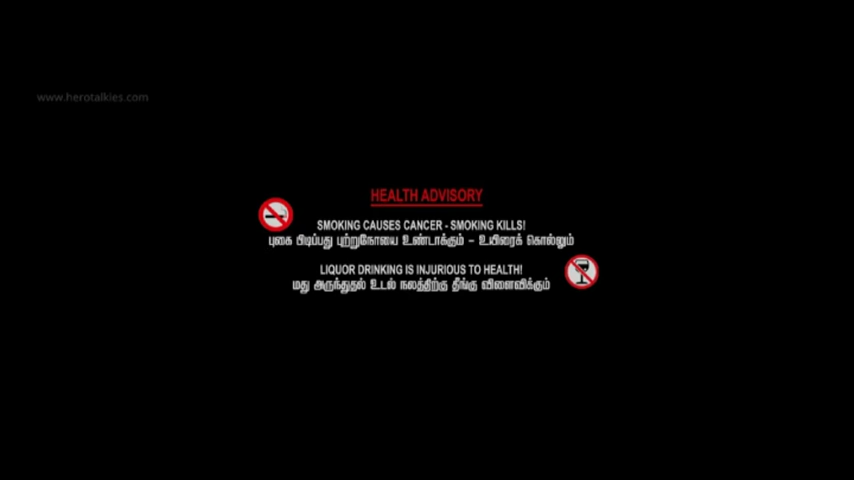 www.herotalkies.com
HEALTH ADVISORY
SMOKING CAUSES CANCER - SMOKING KILLS!
புகை பிடிப்பது புற்றுநோயை உண்டாக்கும் - உயிரைக் கொல்லும்
LIQUOR DRINKING IS INJURIOUS TO HEALTH!
மது அருந்துதல் உடல் நலத்திற்கு தீங்கு விளைவிக்கும்